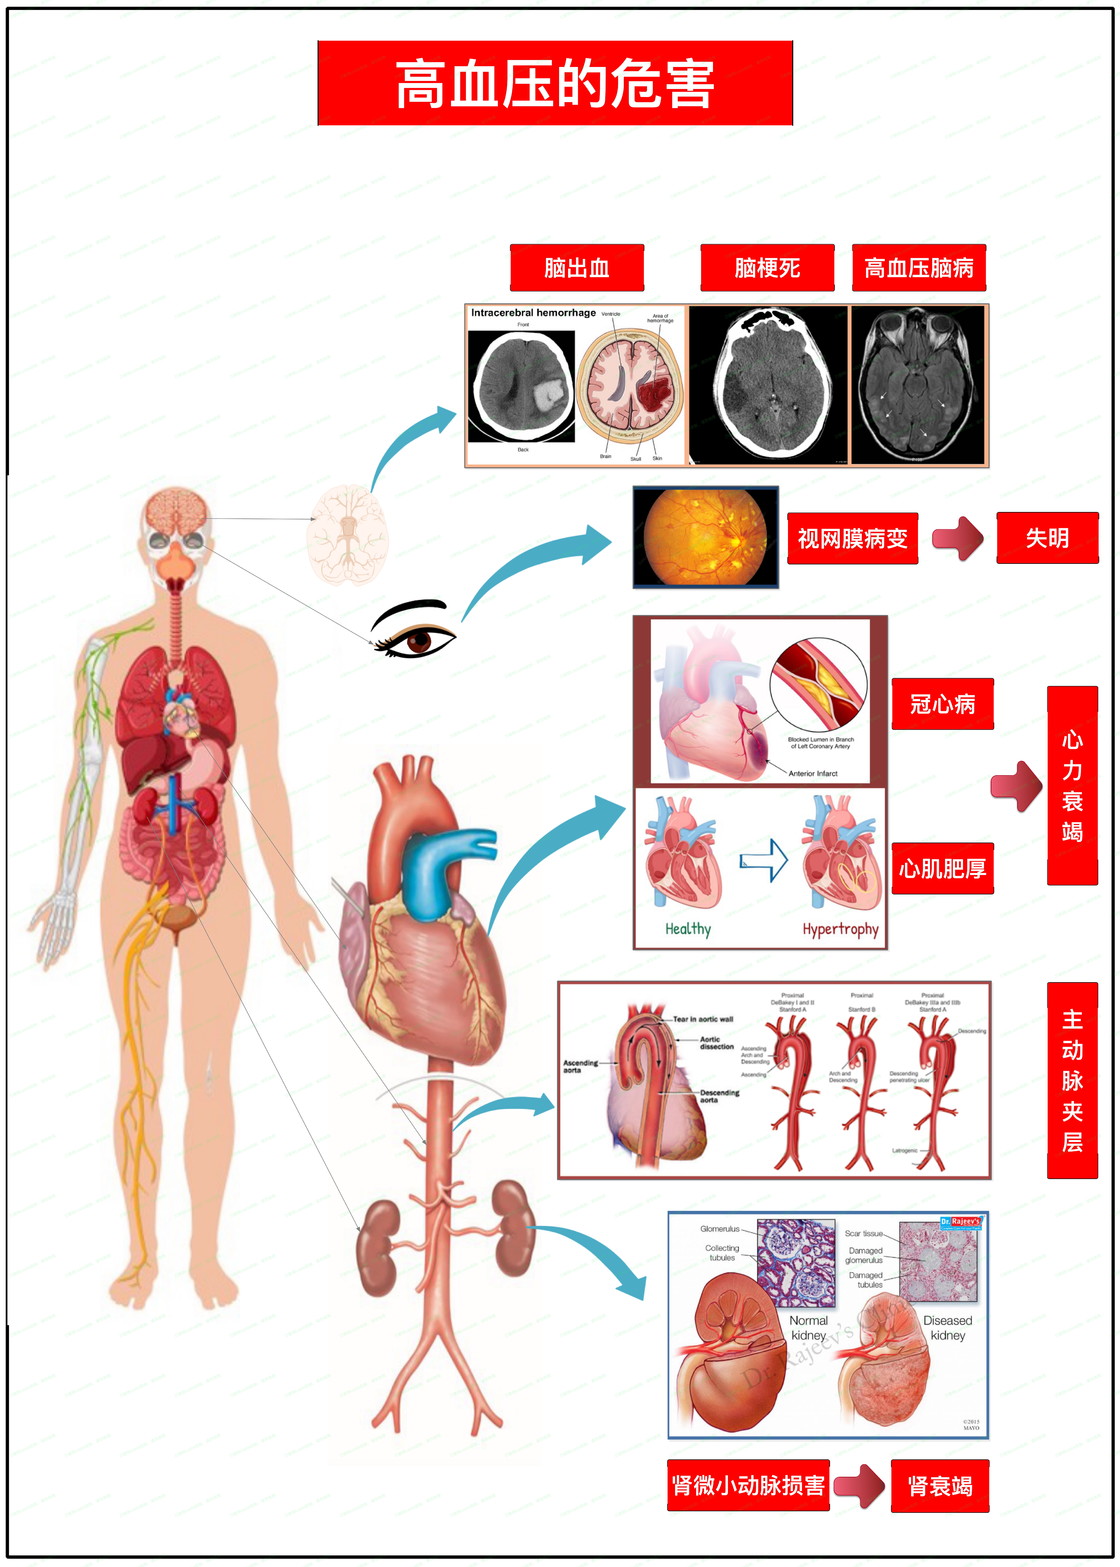 高血压的危害
脑出血
脑梗死
高血压脑病
Intracerebral hemorrhage
Ventricle
Area of
hemorrhage
Front
Back
Brain
Skull
Skin
视网膜病变
失明
Blocked Lumen in Branch
of Left Coronary Artery
Anterior Infarct
冠心病
心肌肥厚
心力衰竭
Healthy
Hypertrophy
Tear in aortic wall
Aortic
dissection
Ascending
aorta
Descending
aorta
Proximal
DeBakey I and II
Stanford A
Proximal
Stanford B
Proximal
DeBakey IIIa and IIIb
Stanford A
Ascending
Arch and
Descending
Ascending
Arch and
Descending
Descending
Descending
penetrating ulcer
Latrogenic
主动脉夹层
Glomerulus
Collecting
tubules
Normal
kidney
Dr. Rajeev's
Scar tissue
Damaged
glomerulus
Damaged
tubules
Diseased
kidney
Dr. Rajeev's
©2013
MAYO
肾微小动脉损害
肾衰竭